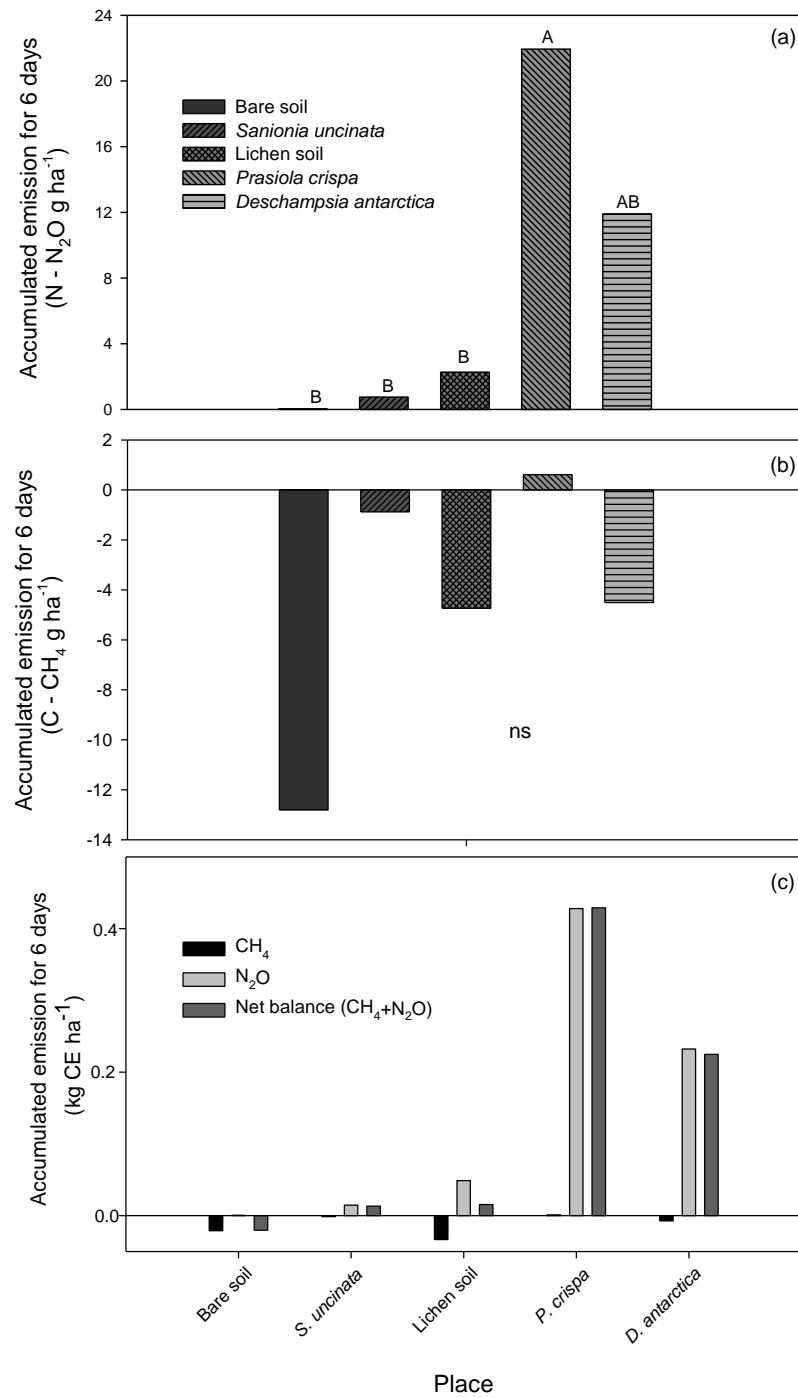 24
20
16
12
8
4
0
Accumulated emission for 6 days
(N - N₂O g ha⁻¹)
(a)
Bare soil
Sanionia uncinata
Lichen soil
Prasiola crispa
Deschampsia antarctica
B
B
B
A
AB
2
0
-2
-4
-6
-8
-10
-12
-14
Accumulated emission for 6 days
(C - CH₄ g ha⁻¹)
(b)
ns
0.4
0.2
0.0
Accumulated emission for 6 days
(kg CE ha⁻¹)
(c)
CH₄
N₂O
Net balance (CH₄+N₂O)
Bare soil
S. uncinata
Lichen soil
P. crispa
D. antarctica
Place